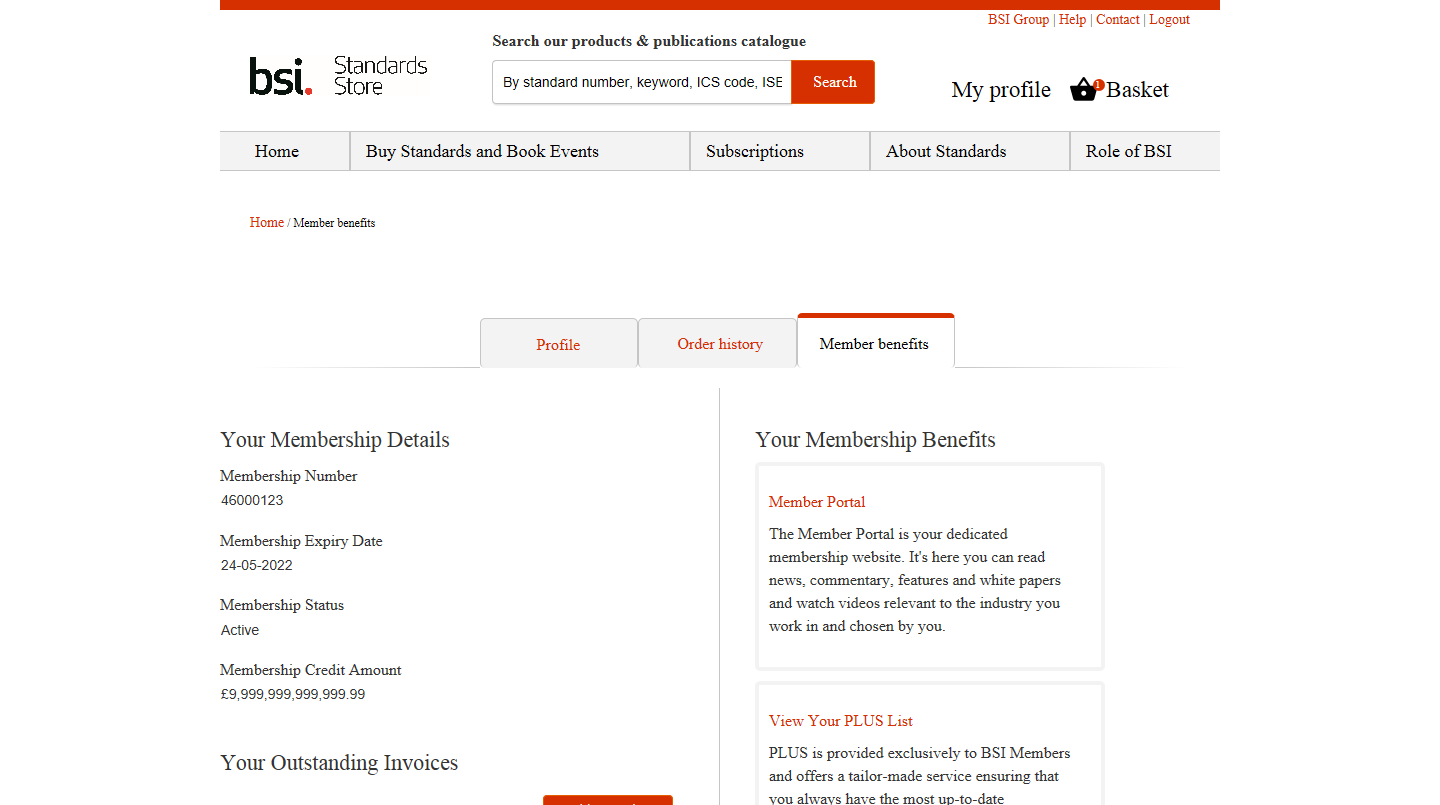 BSI Group | Help | Contact | Logout
Search our products & publications catalogue
bsi. Standards Store
By standard number, keyword, ICS code, ISB
Search
My profile
1
Basket
Home
Buy Standards and Book Events
Subscriptions
About Standards
Role of BSI
Home / Member benefits
Profile
Order history
Member benefits
Your Membership Details
Membership Number
46000123
Membership Expiry Date
24-05-2022
Membership Status
Active
Membership Credit Amount
£9,999,999,999,999.99
Your Outstanding Invoices
Your Membership Benefits
Member Portal
The Member Portal is your dedicated
membership website. It's here you can read
news, commentary, features and white papers
and watch videos relevant to the industry you
work in and chosen by you.
View Your PLUS List
PLUS is provided exclusively to BSI Members
and offers a tailor-made service ensuring that
you always have the most up-to-date